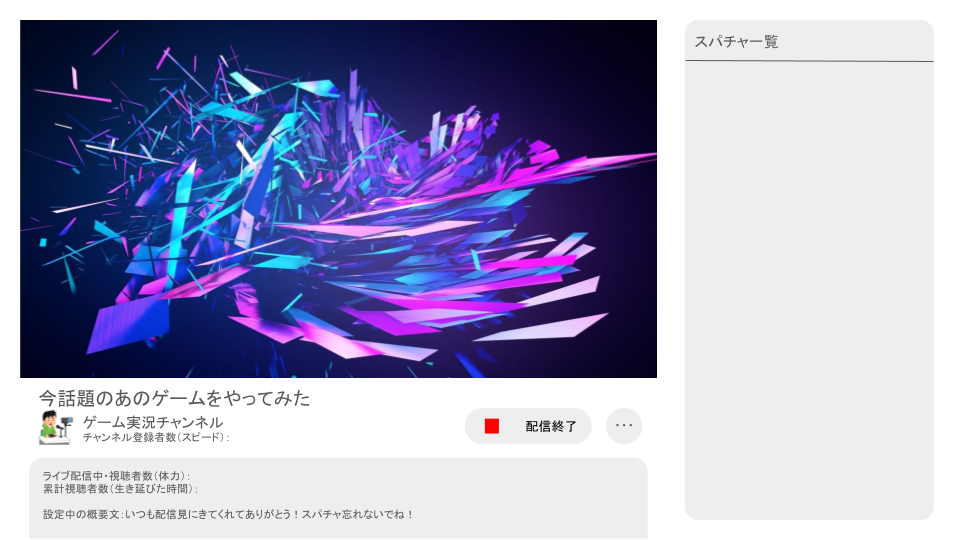 スパチャ一覧
今話題のあのゲームをやってみた
ゲーム実況チャンネル
チャンネル登録者数(スピード):
配信終了
ライブ配信中・視聴者数(体力):
累計視聴者数(生き延びた時間):
設定中の概要文:いつも配信見にきてくれてありがとう!スパチャ忘れないでね!